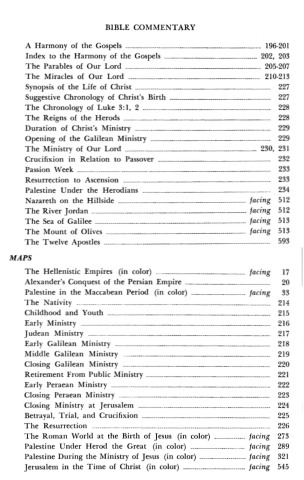 BIBLE COMMENTARY
A Harmony of the Gospels 196-201
Index to the Harmony of the Gospels 202, 203
The Parables of Our Lord 205-207
The Miracles of Our Lord 210-213
Synopsis of the Life of Christ 227
Suggestive Chronology of Christ's Birth 227
The Chronology of Luke 3:1, 2 228
The Reigns of the Herods 228
Duration of Christ's Ministry 229
Opening of the Galilean Ministry 229
The Ministry of Our Lord 230, 231
Crucifixion in Relation to Passover 232
Passion Week 233
Resurrection to Ascension 233
Palestine Under the Herodians 234
Nazareth on the Hillside facing 512
The River Jordan facing 512
The Sea of Galilee facing 513
The Mount of Olives facing 513
The Twelve Apostles 593
MAPS
The Hellenistic Empires (in color) facing 17
Alexander's Conquest of the Persian Empire 20
Palestine in the Maccabean Period (in color) facing 33
The Nativity 214
Childhood and Youth 215
Early Ministry 216
Judean Ministry 217
Early Galilean Ministry 218
Middle Galilean Ministry 219
Closing Galilean Ministry 220
Retirement From Public Ministry 221
Early Peraean Ministry 222
Closing Peraean Ministry 223
Closing Ministry at Jerusalem 224
Betrayal, Trial, and Crucifixion 225
The Resurrection 226
The Roman World at the Birth of Jesus (in color) facing 273
Palestine Under Herod the Great (in color) facing 289
Palestine During the Ministry of Jesus (in color) facing 321
Jerusalem in the Time of Christ (in color) facing 545